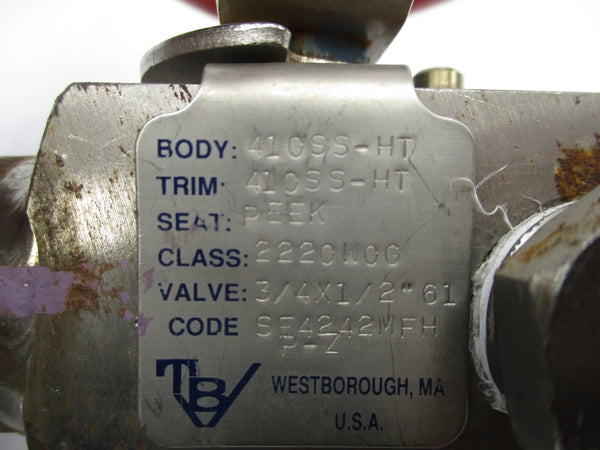 BODY: 410SS-HT
TRIM: 410SS-HT
SEAT: PEEK
CLASS: 2220WOG
VALVE: 3/4X1/2" 61
CODE SF4242MFH
P-Z
TBV
WESTBOROUGH, MA
U.S.A.